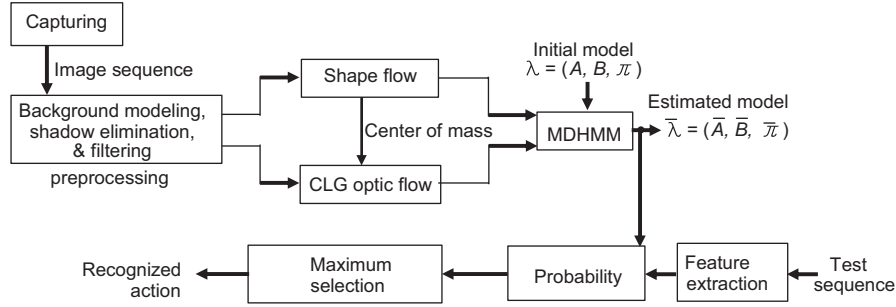 Capturing
Image sequence
Background modeling,
shadow elimination,
& filtering
preprocessing
Shape flow
Center of mass
CLG optic flow
Initial model
λ = (A, B, π)
MDHMM
Estimated model
λ̄ = (Ā, B̄, π̄)
Recognized
action
Maximum
selection
Probability
Feature
extraction
Test
sequence